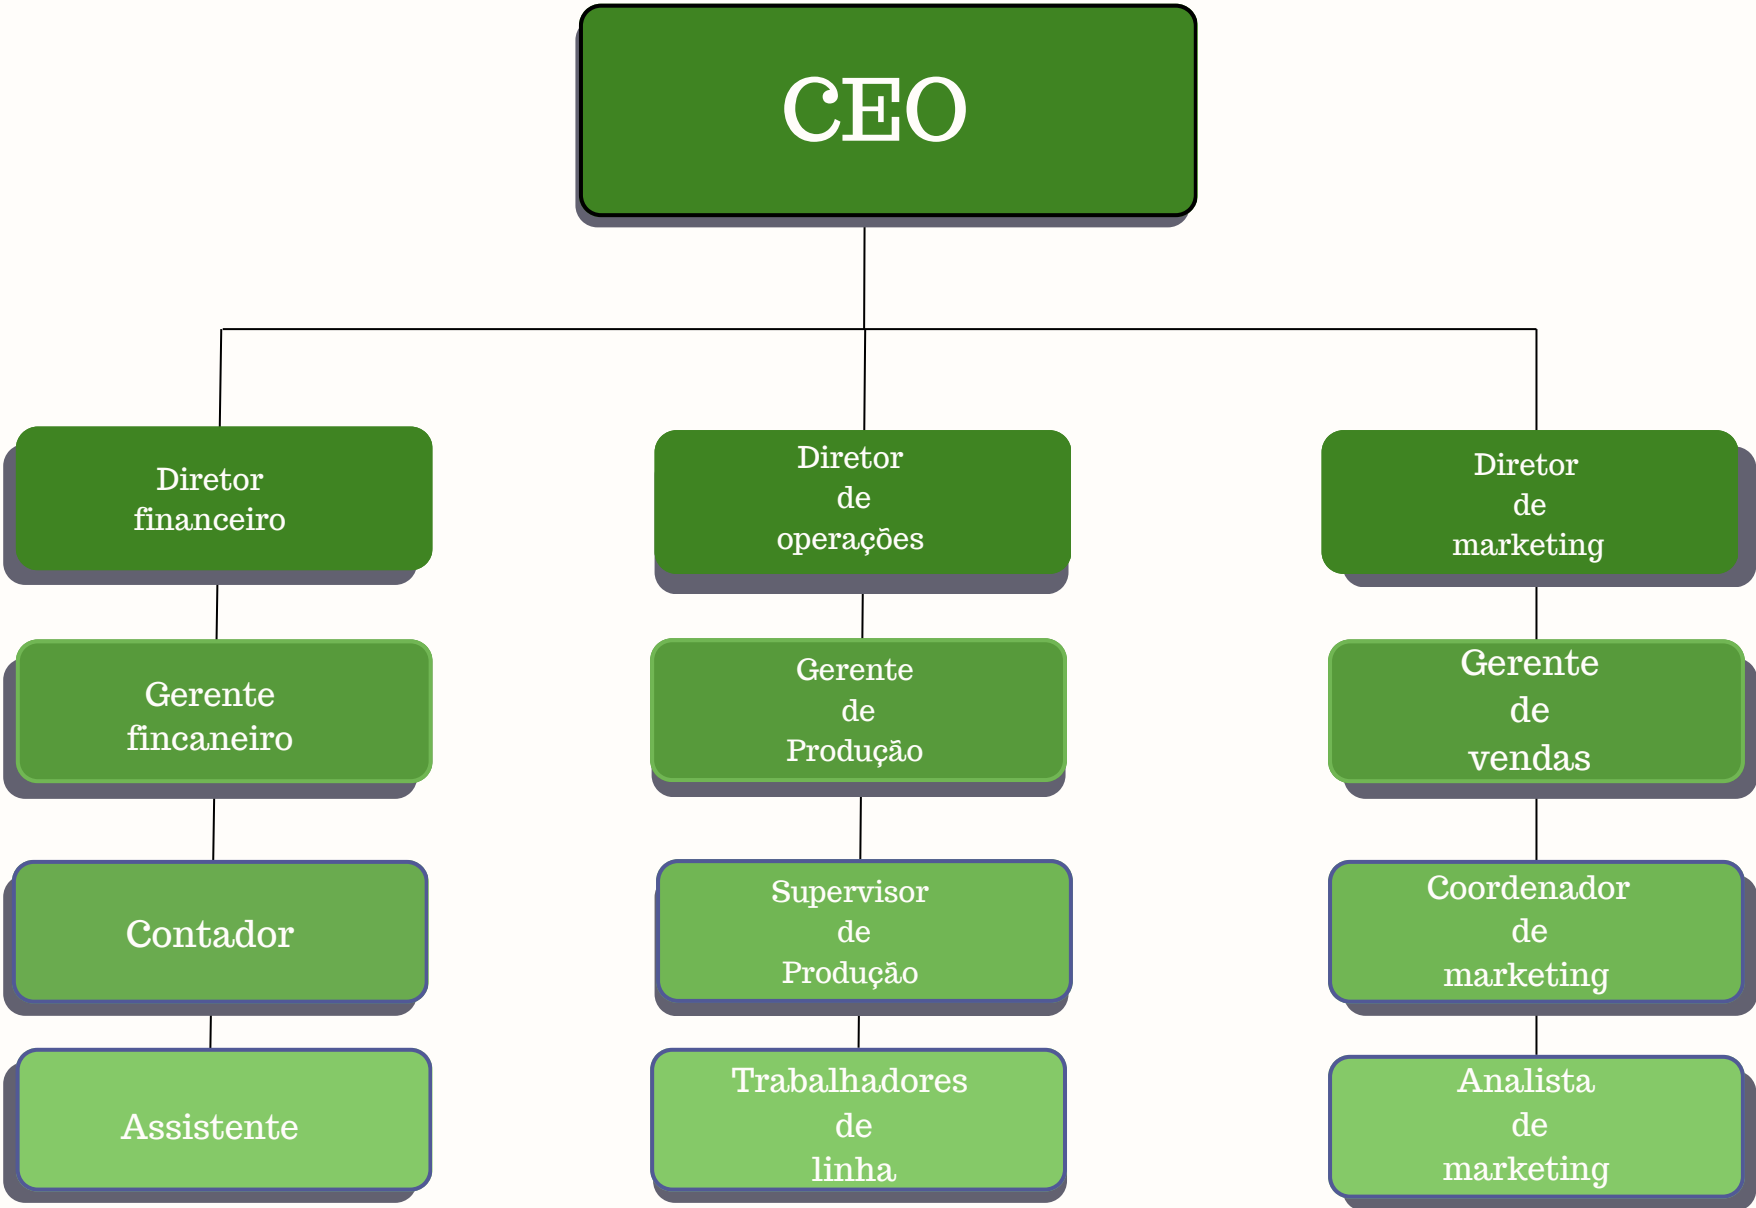 CEO
Diretor
financeiro
Diretor
de
operações
Diretor
de
marketing
Gerente
fincaneiro
Gerente
de
Produção
Gerente
de
vendas
Contador
Supervisor
de
Produção
Coordenador
de
marketing
Assistente
Trabalhadores
de
linha
Analista
de
marketing